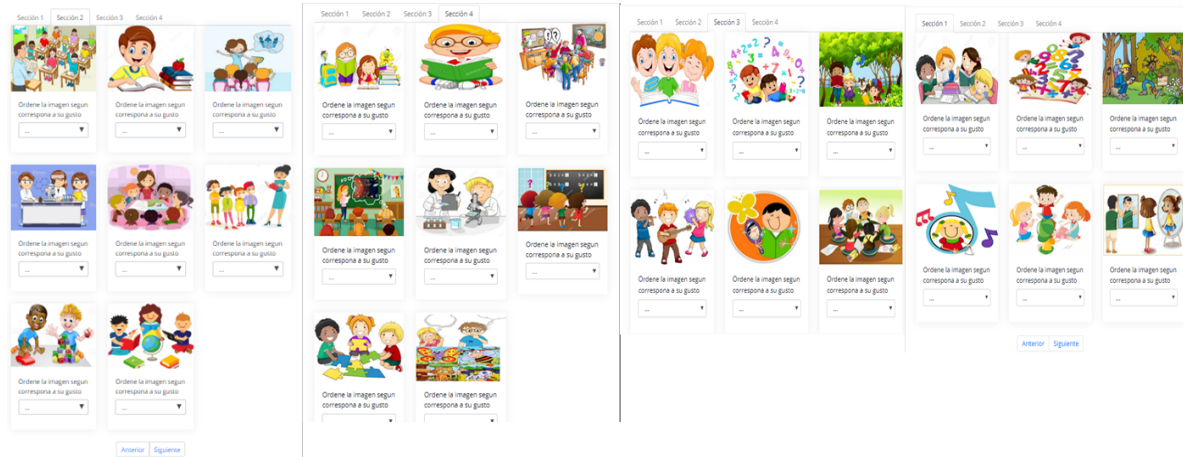 Sección 1 Sección 2 Sección 3 Sección 4
Ordene la imagen segun Ordene la imagen segun Ordene la imagen segun
correspona a su gusto correspona a su gusto correspona a su gusto
... ... ...
Ordene la imagen segun Ordene la imagen segun Ordene la imagen segun
correspona a su gusto correspona a su gusto correspona a su gusto
... ... ...
Ordene la imagen segun Ordene la imagen segun
correspona a su gusto correspona a su gusto
... ...
Anterior Siguiente
Sección 1 Sección 2 Sección 3 Sección 4
Ordene la imagen segun Ordene la imagen segun Ordene la imagen segun
correspona a su gusto correspona a su gusto correspona a su gusto
... ... ...
Ordene la imagen segun Ordene la imagen segun Ordene la imagen segun
correspona a su gusto correspona a su gusto correspona a su gusto
... ... ...
Ordene la imagen segun Ordene la imagen segun
correspona a su gusto correspona a su gusto
Sección 1 Sección 2 Sección 3 Sección 4
Ordene la imagen segun Ordene la imagen segun Ordene la imagen segun
correspona a su gusto correspona a su gusto correspona a su gusto
... ... ...
Ordene la imagen segun Ordene la imagen segun Ordene la imagen segun
correspona a su gusto correspona a su gusto correspona a su gusto
... ... ...
Sección 1 Sección 2 Sección 3 Sección 4
Ordene la imagen segun Ordene la imagen segun Ordene la imagen segun
correspona a su gusto correspona a su gusto correspona a su gusto
... ... ...
Ordene la imagen segun Ordene la imagen segun Ordene la imagen segun
correspona a su gusto correspona a su gusto correspona a su gusto
... ... ...
Anterior Siguiente